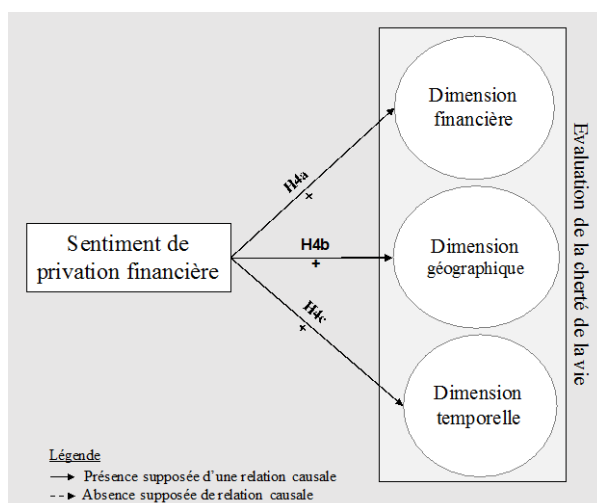 Dimension
financière
H4a
+
Sentiment de
privation financière
H4b
+
Dimension
géographique
H4c
+
Dimension
temporelle
Evaluation de la cherté de la vie
Légende
Présence supposée d'une relation causale
Absence supposée de relation causale